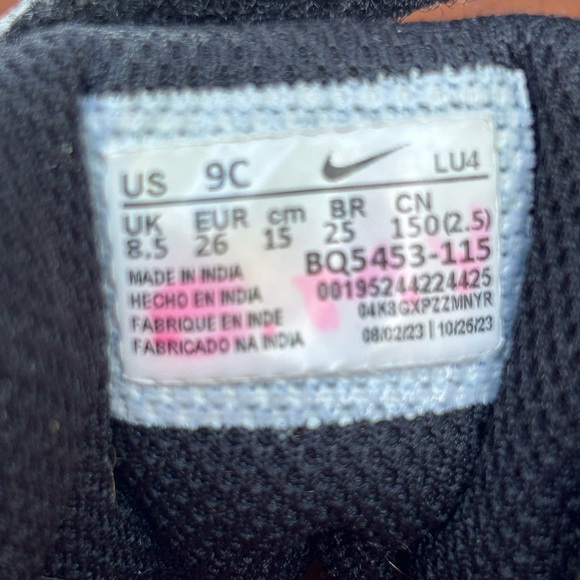 US 9C LU4
UK EUR cm BR CN
8.5 26 15 25 150(2.5)
BQ5453-115
MADE IN INDIA 00195244224425
HECHO EN INDIA 04K8GXPZZMNYR
FABRIQUE EN INDE
FABRICADO NA INDIA 08/02/23 | 10/26/23